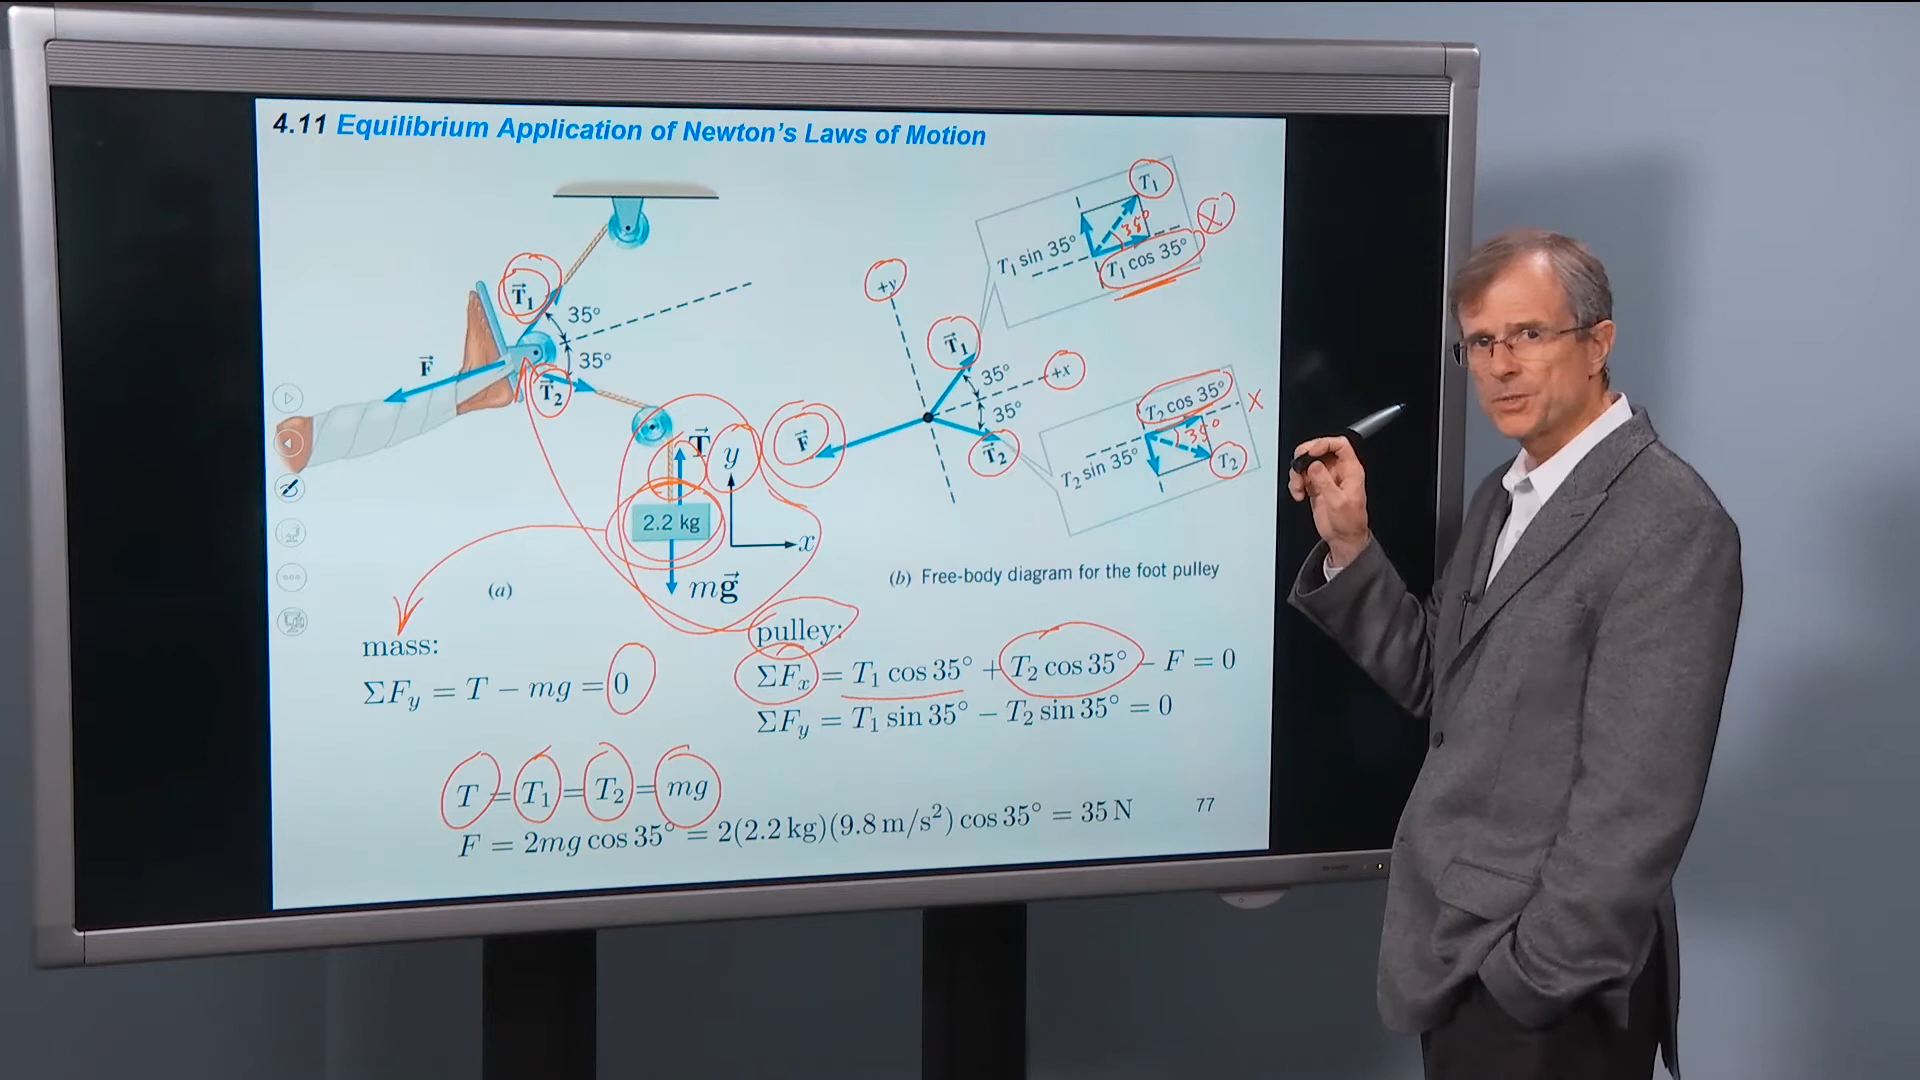 4.11 Equilibrium Application of Newton's Laws of Motion
T⃗₁
35°
35°
F⃗
T⃗₂
T⃗
y
2.2 kg
x
mg⃗
(a)
+y
T⃗₁
35°
+x
35°
F⃗
T⃗₂
T₁
35°
X
T₁ sin 35°
T₁ cos 35°
T₂ cos 35°
X
35°
T₂ sin 35°
T₂
(b) Free-body diagram for the foot pulley
mass:
ΣF_y = T − mg = 0
pulley:
ΣF_x = T₁ cos 35° + T₂ cos 35° − F = 0
ΣF_y = T₁ sin 35° − T₂ sin 35° = 0
T = T₁ = T₂ = mg
F = 2mg cos 35° = 2(2.2 kg)(9.8 m/s²) cos 35° = 35 N
77